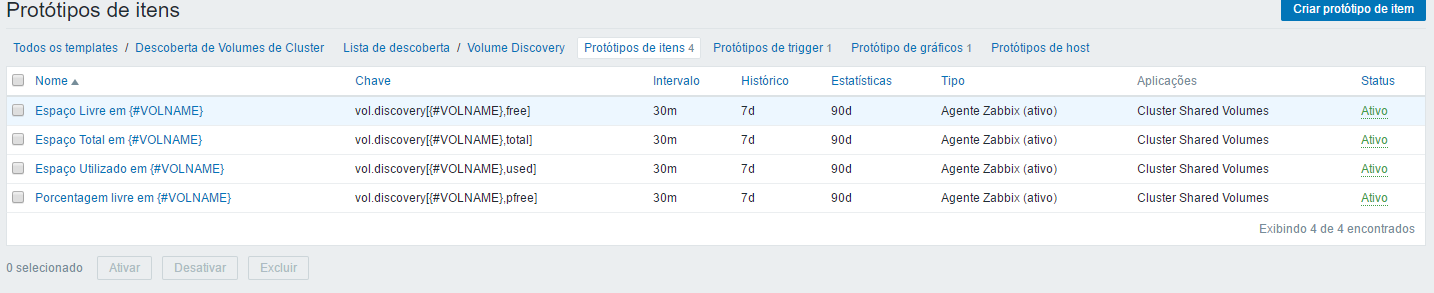 Protótipos de itens
Criar protótipo de item
Todos os templates / Descoberta de Volumes de Cluster Lista de descoberta / Volume Discovery Protótipos de itens 4 Protótipos de trigger 1 Protótipo de gráficos 1 Protótipos de host
Nome Chave Intervalo Histórico Estatísticas Tipo Aplicações Status
Espaço Livre em {#VOLNAME} vol.discovery[{#VOLNAME},free] 30m 7d 90d Agente Zabbix (ativo) Cluster Shared Volumes Ativo
Espaço Total em {#VOLNAME} vol.discovery[{#VOLNAME},total] 30m 7d 90d Agente Zabbix (ativo) Cluster Shared Volumes Ativo
Espaço Utilizado em {#VOLNAME} vol.discovery[{#VOLNAME},used] 30m 7d 90d Agente Zabbix (ativo) Cluster Shared Volumes Ativo
Porcentagem livre em {#VOLNAME} vol.discovery[{#VOLNAME},pfree] 30m 7d 90d Agente Zabbix (ativo) Cluster Shared Volumes Ativo
Exibindo 4 de 4 encontrados
0 selecionado Ativar Desativar Excluir